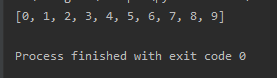 [0, 1, 2, 3, 4, 5, 6, 7, 8, 9]
Process finished with exit code 0